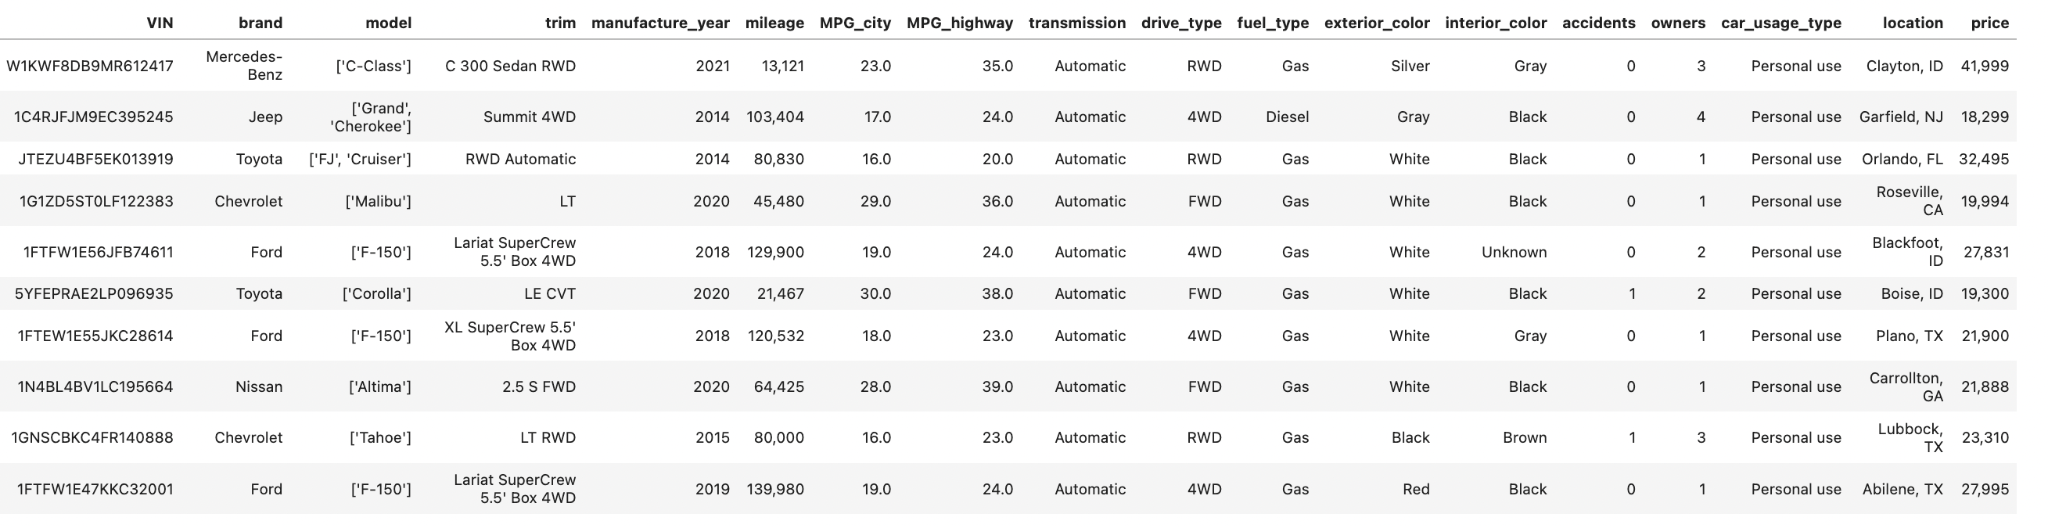 VIN brand model trim manufacture_year mileage MPG_city MPG_highway transmission drive_type fuel_type exterior_color interior_color accidents owners car_usage_type location price
W1KWF8DB9MR612417 Mercedes-Benz ['C-Class'] C 300 Sedan RWD 2021 13,121 23.0 35.0 Automatic RWD Gas Silver Gray 0 3 Personal use Clayton, ID 41,999
1C4RJFJM9EC395245 Jeep ['Grand', 'Cherokee'] Summit 4WD 2014 103,404 17.0 24.0 Automatic 4WD Diesel Gray Black 0 4 Personal use Garfield, NJ 18,299
JTEZU4BF5EK013919 Toyota ['FJ', 'Cruiser'] RWD Automatic 2014 80,830 16.0 20.0 Automatic RWD Gas White Black 0 1 Personal use Orlando, FL 32,495
1G1ZD5ST0LF122383 Chevrolet ['Malibu'] LT 2020 45,480 29.0 36.0 Automatic FWD Gas White Black 0 1 Personal use Roseville, CA 19,994
1FTFW1E56JFB74611 Ford ['F-150'] Lariat SuperCrew 5.5' Box 4WD 2018 129,900 19.0 24.0 Automatic 4WD Gas White Unknown 0 2 Personal use Blackfoot, ID 27,831
5YFEPRAE2LP096935 Toyota ['Corolla'] LE CVT 2020 21,467 30.0 38.0 Automatic FWD Gas White Black 1 2 Personal use Boise, ID 19,300
1FTEW1E55JKC28614 Ford ['F-150'] XL SuperCrew 5.5' Box 4WD 2018 120,532 18.0 23.0 Automatic 4WD Gas White Gray 0 1 Personal use Plano, TX 21,900
1N4BL4BV1LC195664 Nissan ['Altima'] 2.5 S FWD 2020 64,425 28.0 39.0 Automatic FWD Gas White Black 0 1 Personal use Carrollton, GA 21,888
1GNSCBKC4FR140888 Chevrolet ['Tahoe'] LT RWD 2015 80,000 16.0 23.0 Automatic RWD Gas Black Brown 1 3 Personal use Lubbock, TX 23,310
1FTFW1E47KKC32001 Ford ['F-150'] Lariat SuperCrew 5.5' Box 4WD 2019 139,980 19.0 24.0 Automatic 4WD Gas Red Black 0 1 Personal use Abilene, TX 27,995